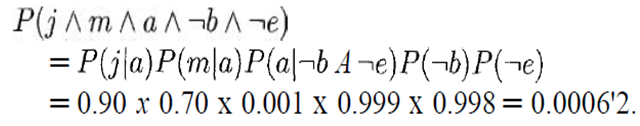 P(j ∧ m ∧ a ∧ ¬b ∧ ¬e)
= P(j|a)P(m|a)P(a|¬b A ¬e)P(¬b)P(¬e)
= 0.90 x 0.70 x 0.001 x 0.999 x 0.998 = 0.0006'2.